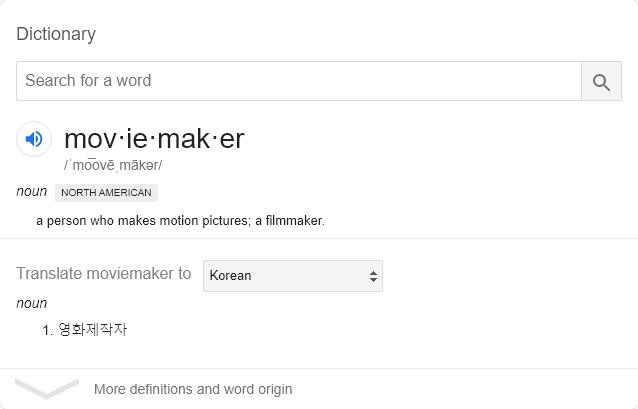 Dictionary
Search for a word
mov·ie·mak·er
/ˈmo͞ovēˌmākər/
noun NORTH AMERICAN
a person who makes motion pictures; a filmmaker.
Translate moviemaker to Korean
noun
1. 영화제작자
More definitions and word origin